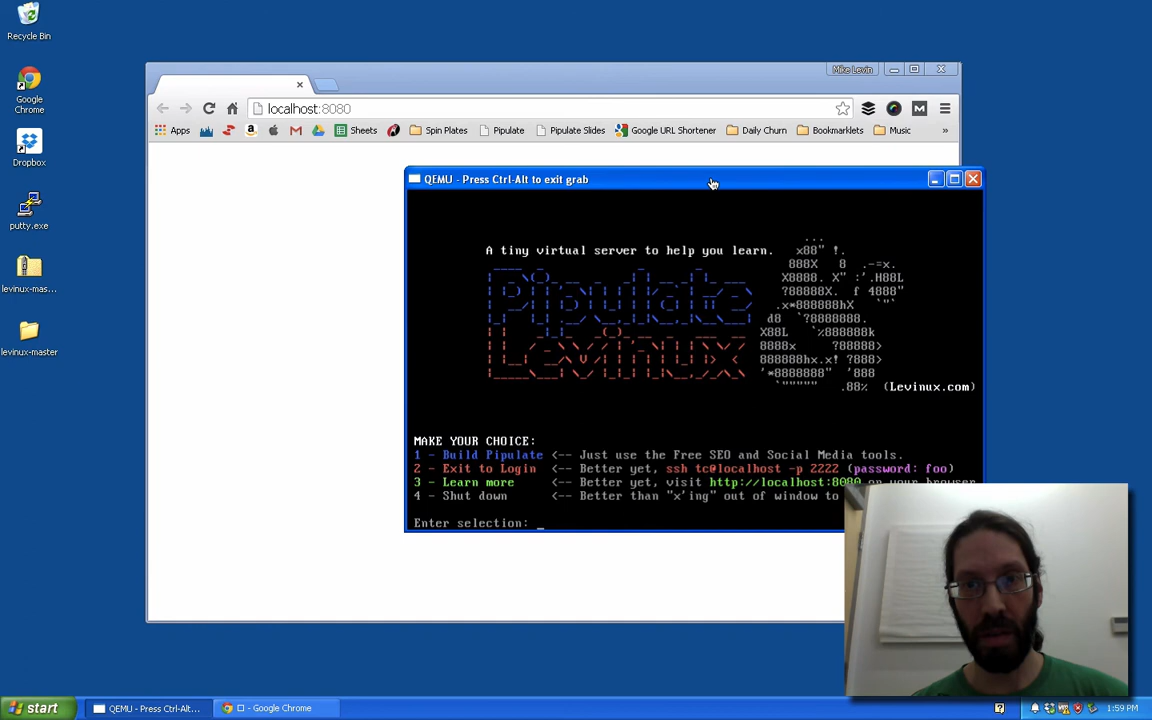 Recycle Bin
Google
Chrome
Dropbox
putty.exe
levinux-mas...
levinux-master
Mike Levin
localhost:8080
Apps
Sheets
Spin Plates
Pipulate
Pipulate Slides
Google URL Shortener
Daily Churn
Bookmarklets
Music
QEMU - Press Ctrl-Alt to exit grab
A tiny virtual server to help you learn.
Pipulate
Levinux
(Levinux.com)
MAKE YOUR CHOICE:
1 - Build Pipulate <-- Just use the Free SEO and Social Media tools.
2 - Exit to Login <-- Better yet, ssh tc@localhost -p 2222 (password: foo)
3 - Learn more <-- Better yet, visit http://localhost:8080 on your browser
4 - Shut down <-- Better than "x'ing" out of window to
Enter selection: _
start
QEMU - Press Ctrl-Alt...
- Google Chrome
1:59 PM